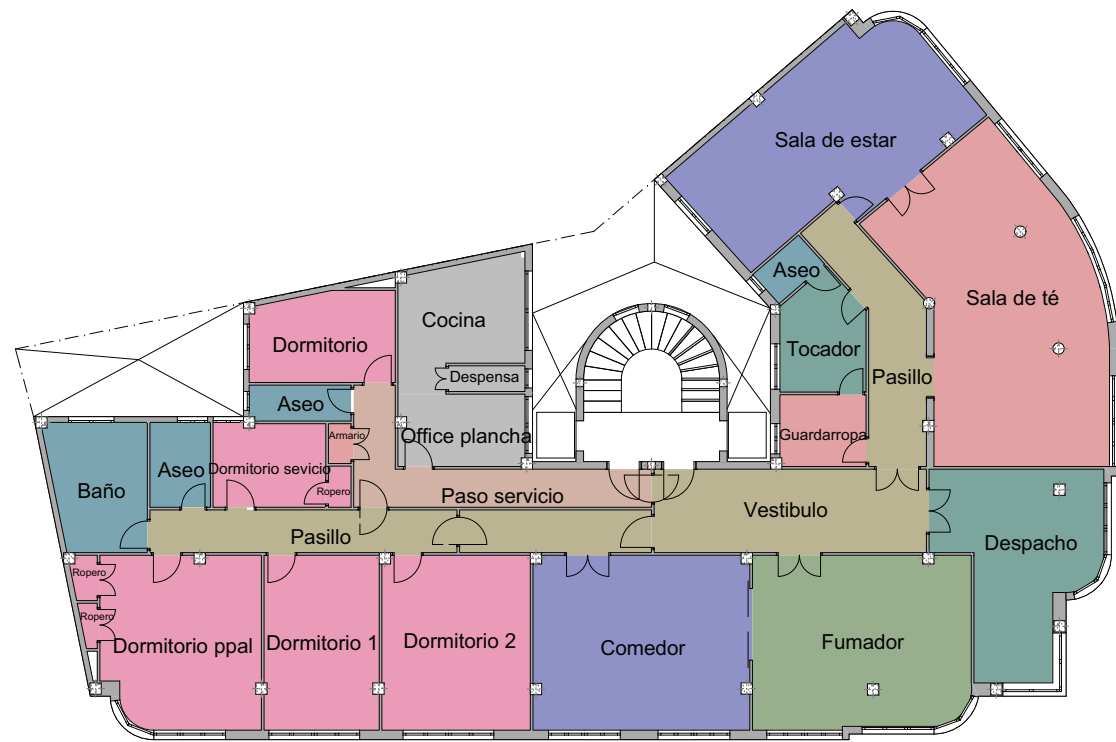 Sala de estar
Aseo
Sala de té
Cocina
Dormitorio
Tocador
Despensa
Pasillo
Aseo
Office plancha
Armario
Guardarropa
Aseo
Dormitorio sevicio
Baño
Ropero
Paso servicio
Vestibulo
Pasillo
Despacho
Ropero
Ropero
Dormitorio ppal
Dormitorio 1
Dormitorio 2
Comedor
Fumador